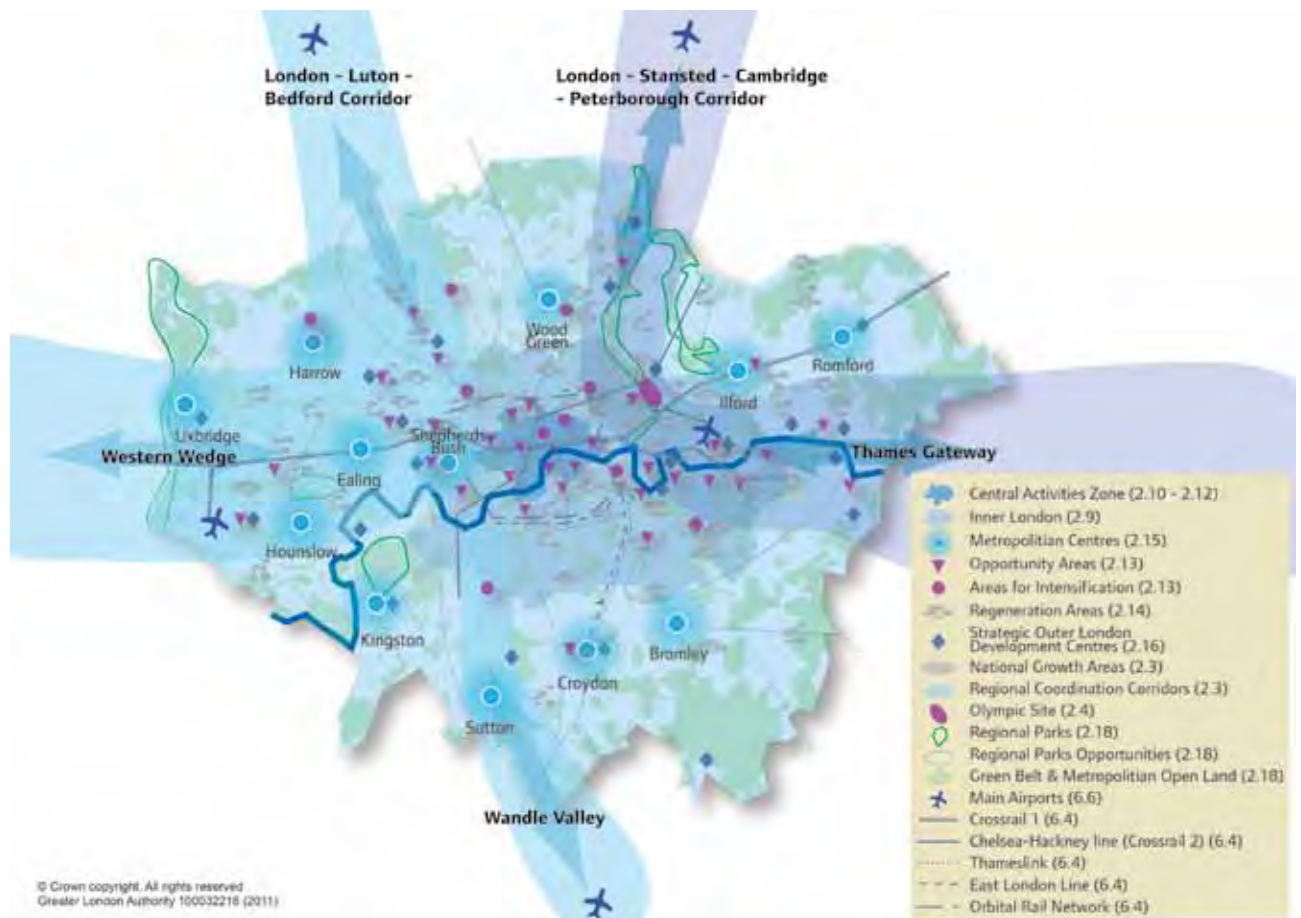 London - Luton -
Bedford Corridor
London - Stansted - Cambridge
- Peterborough Corridor
Wood
Green
Harrow
Romford
Ilford
Uxbridge
Shepherds
Bush
Western Wedge
Thames Gateway
Ealing
Hounslow
Kingston
Bromley
Croydon
Sutton
Wandle Valley
Central Activities Zone (2.10 - 2.12)
Inner London (2.9)
Metropolitian Centres (2.15)
Opportunity Areas (2.13)
Areas for Intensification (2.13)
Regeneration Areas (2.14)
Strategic Outer London
Development Centres (2.16)
National Growth Areas (2.3)
Regional Coordination Corridors (2.3)
Olympic Site (2.4)
Regional Parks (2.18)
Regional Parks Opportunities (2.18)
Green Belt & Metropolitian Open Land (2.18)
Main Airports (6.6)
Crossrail 1 (6.4)
Chelsea-Hackney line (Crossrail 2) (6.4)
Thameslink (6.4)
East London Line (6.4)
Orbital Rail Network (6.4)
© Crown copyright. All rights reserved
Greater London Authority 100032216 (2011)